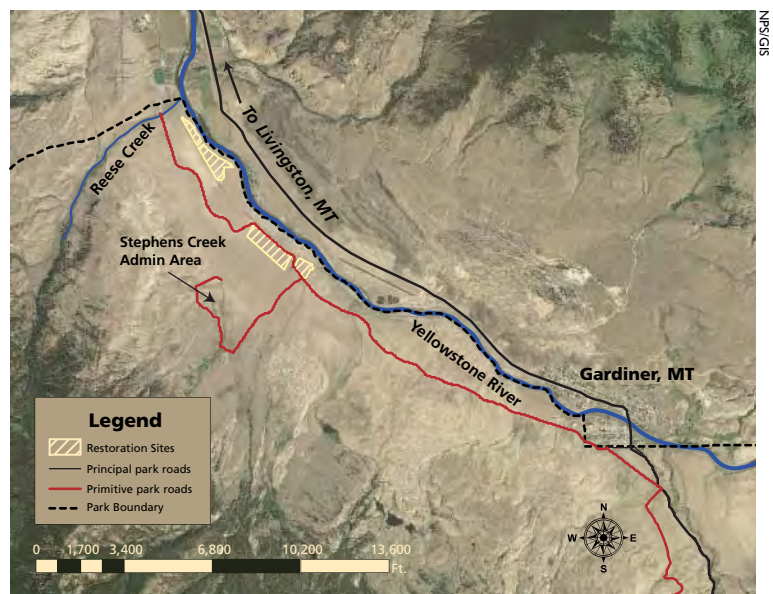 NPS/GIS
To Livingston, MT
Reese Creek
Stephens Creek
Admin Area
Yellowstone River
Gardiner, MT
Legend
Restoration Sites
Principal park roads
Primitive park roads
Park Boundary
N
W
E
S
0 1,700 3,400 6,800 10,200 13,600
Ft.